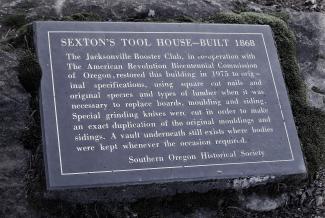 SEXTON'S TOOL HOUSE—BUILT 1868
The Jacksonville Booster Club, in co-operation with
The American Revolution Bicentennial Commission
of Oregon, restored this building in 1975 to orig-
inal specifications, using square cut nails and
original species and types of lumber when it was
necessary to replace boards, moulding and siding.
Special grinding knives were cut in order to make
an exact duplication of the original mouldings and
sidings. A vault underneath still exists where bodies
were kept whenever the occasion required.
Southern Oregon Historical Society